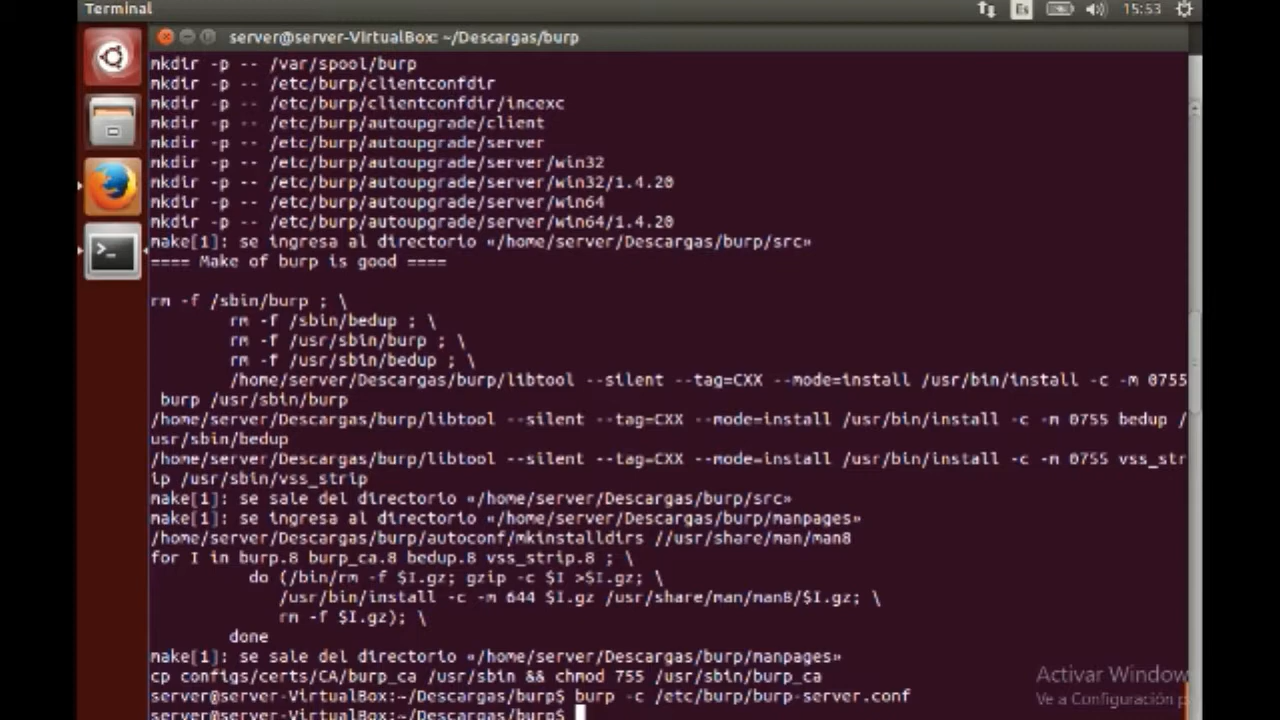 Terminal
Es
15:53
server@server-VirtualBox: ~/Descargas/burp
mkdir -p -- /var/spool/burp
mkdir -p -- /etc/burp/clientconfdir
mkdir -p -- /etc/burp/clientconfdir/incexc
mkdir -p -- /etc/burp/autoupgrade/client
mkdir -p -- /etc/burp/autoupgrade/server
mkdir -p -- /etc/burp/autoupgrade/server/win32
mkdir -p -- /etc/burp/autoupgrade/server/win32/1.4.20
mkdir -p -- /etc/burp/autoupgrade/server/win64
mkdir -p -- /etc/burp/autoupgrade/server/win64/1.4.20
make[1]: se ingresa al directorio «/home/server/Descargas/burp/src»
==== Make of burp is good ====
rm -f /sbin/burp ; \
rm -f /sbin/bedup ; \
rm -f /usr/sbin/burp ; \
rm -f /usr/sbin/bedup ; \
/home/server/Descargas/burp/libtool --silent --tag=CXX --mode=install /usr/bin/install -c -m 0755
burp /usr/sbin/burp
/home/server/Descargas/burp/libtool --silent --tag=CXX --mode=install /usr/bin/install -c -m 0755 bedup /
usr/sbin/bedup
/home/server/Descargas/burp/libtool --silent --tag=CXX --mode=install /usr/bin/install -c -m 0755 vss_str
ip /usr/sbin/vss_strip
make[1]: se sale del directorio «/home/server/Descargas/burp/src»
make[1]: se ingresa al directorio «/home/server/Descargas/burp/manpages»
/home/server/Descargas/burp/autoconf/mkinstalldirs //usr/share/man/man8
for I in burp.8 burp_ca.8 bedup.8 vss_strip.8 ; \
do (/bin/rm -f $I.gz; gzip -c $I >$I.gz; \
/usr/bin/install -c -m 644 $I.gz /usr/share/man/man8/$I.gz; \
rm -f $I.gz); \
done
make[1]: se sale del directorio «/home/server/Descargas/burp/manpages»
cp configs/certs/CA/burp_ca /usr/sbin && chmod 755 /usr/sbin/burp_ca
server@server-VirtualBox:~/Descargas/burp$ burp -c /etc/burp/burp-server.conf
server@server-VirtualBox:~/Descargas/burp$
Activar Window
Ve a Configuración p